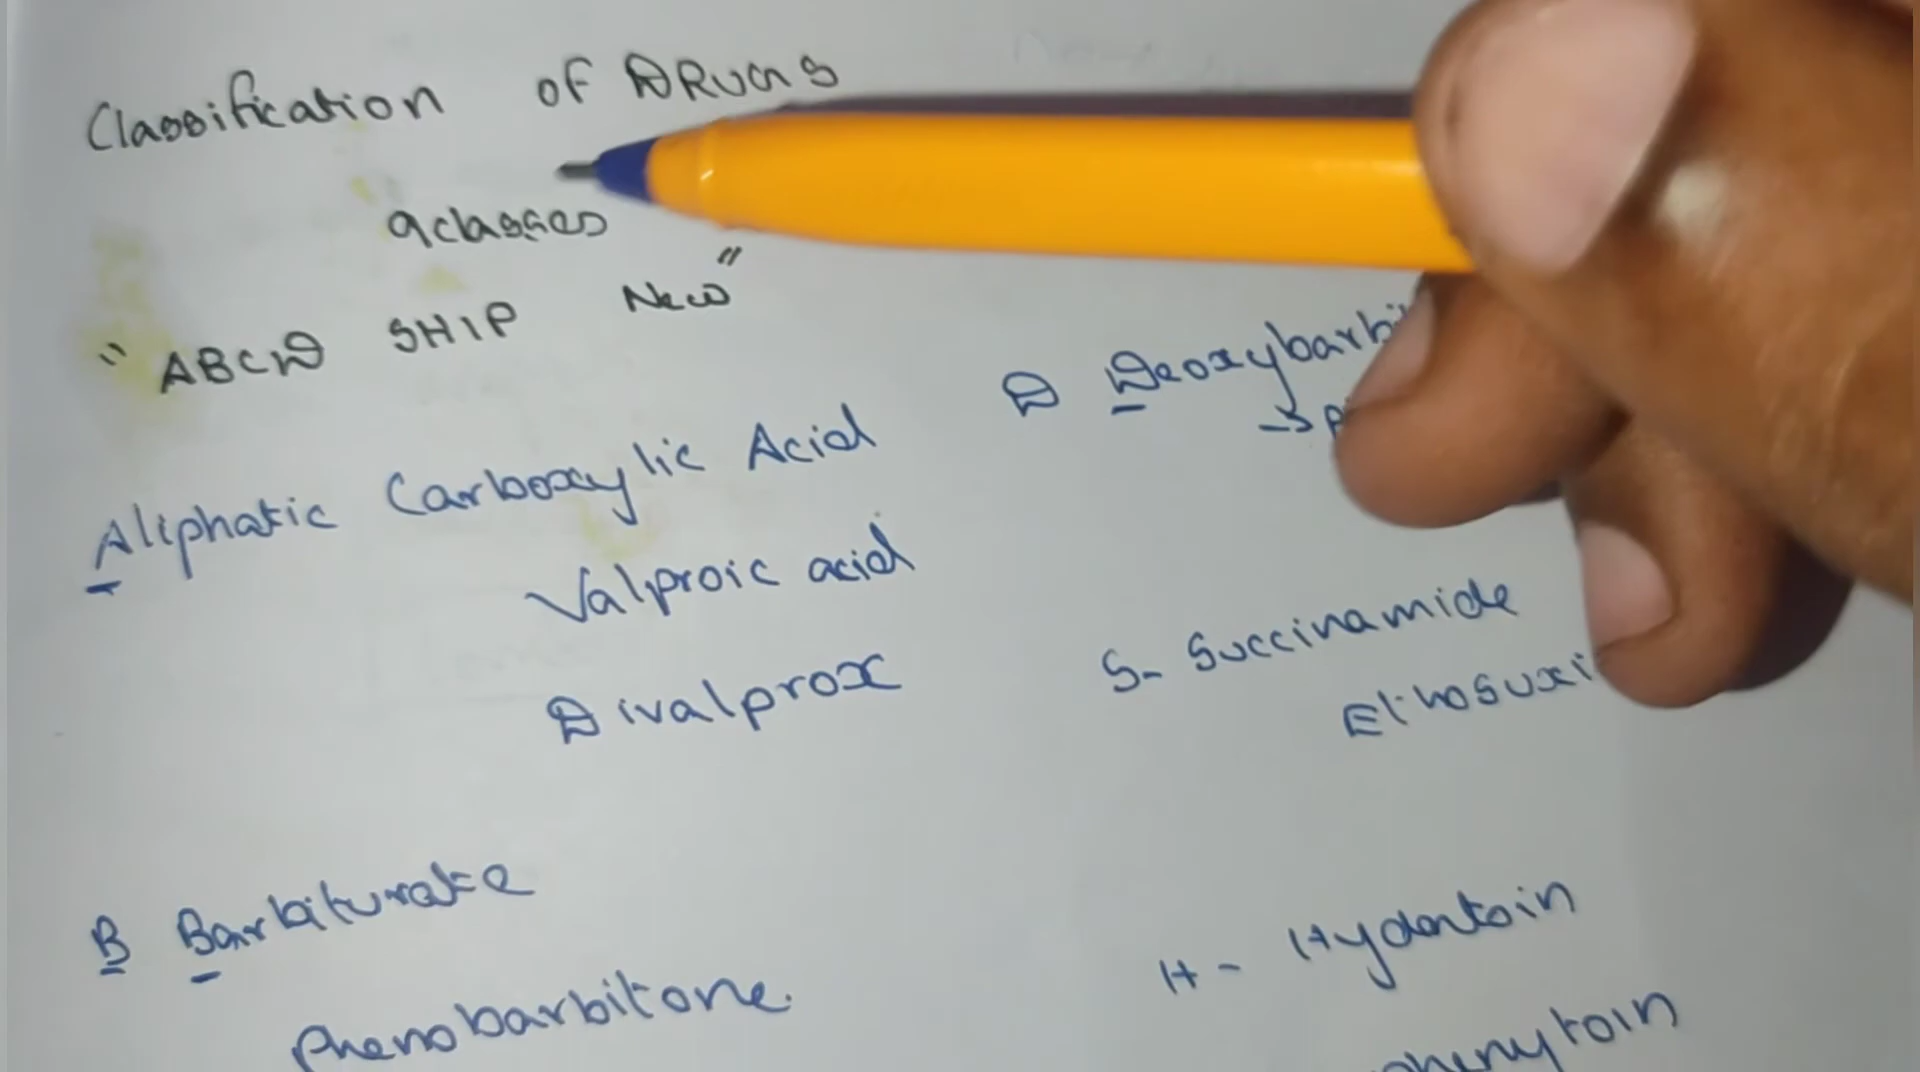 Classification of DRUGS
9 classes
"ABCD SHIP New"
Aliphatic Carboxylic Acid
Valproic acid
Divalprox
B Barbiturate
Phenobarbitone.
D Deoxybarbi
→ P
S- Succinamide
Ethosuxi
H - Hydantoin
phenytoin